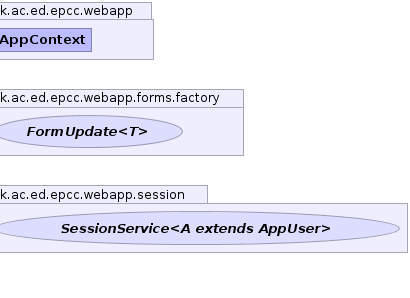 k.ac.ed.epcc.webapp
AppContext
k.ac.ed.epcc.webapp.forms.factory
FormUpdate<T>
k.ac.ed.epcc.webapp.session
SessionService<A extends AppUser>